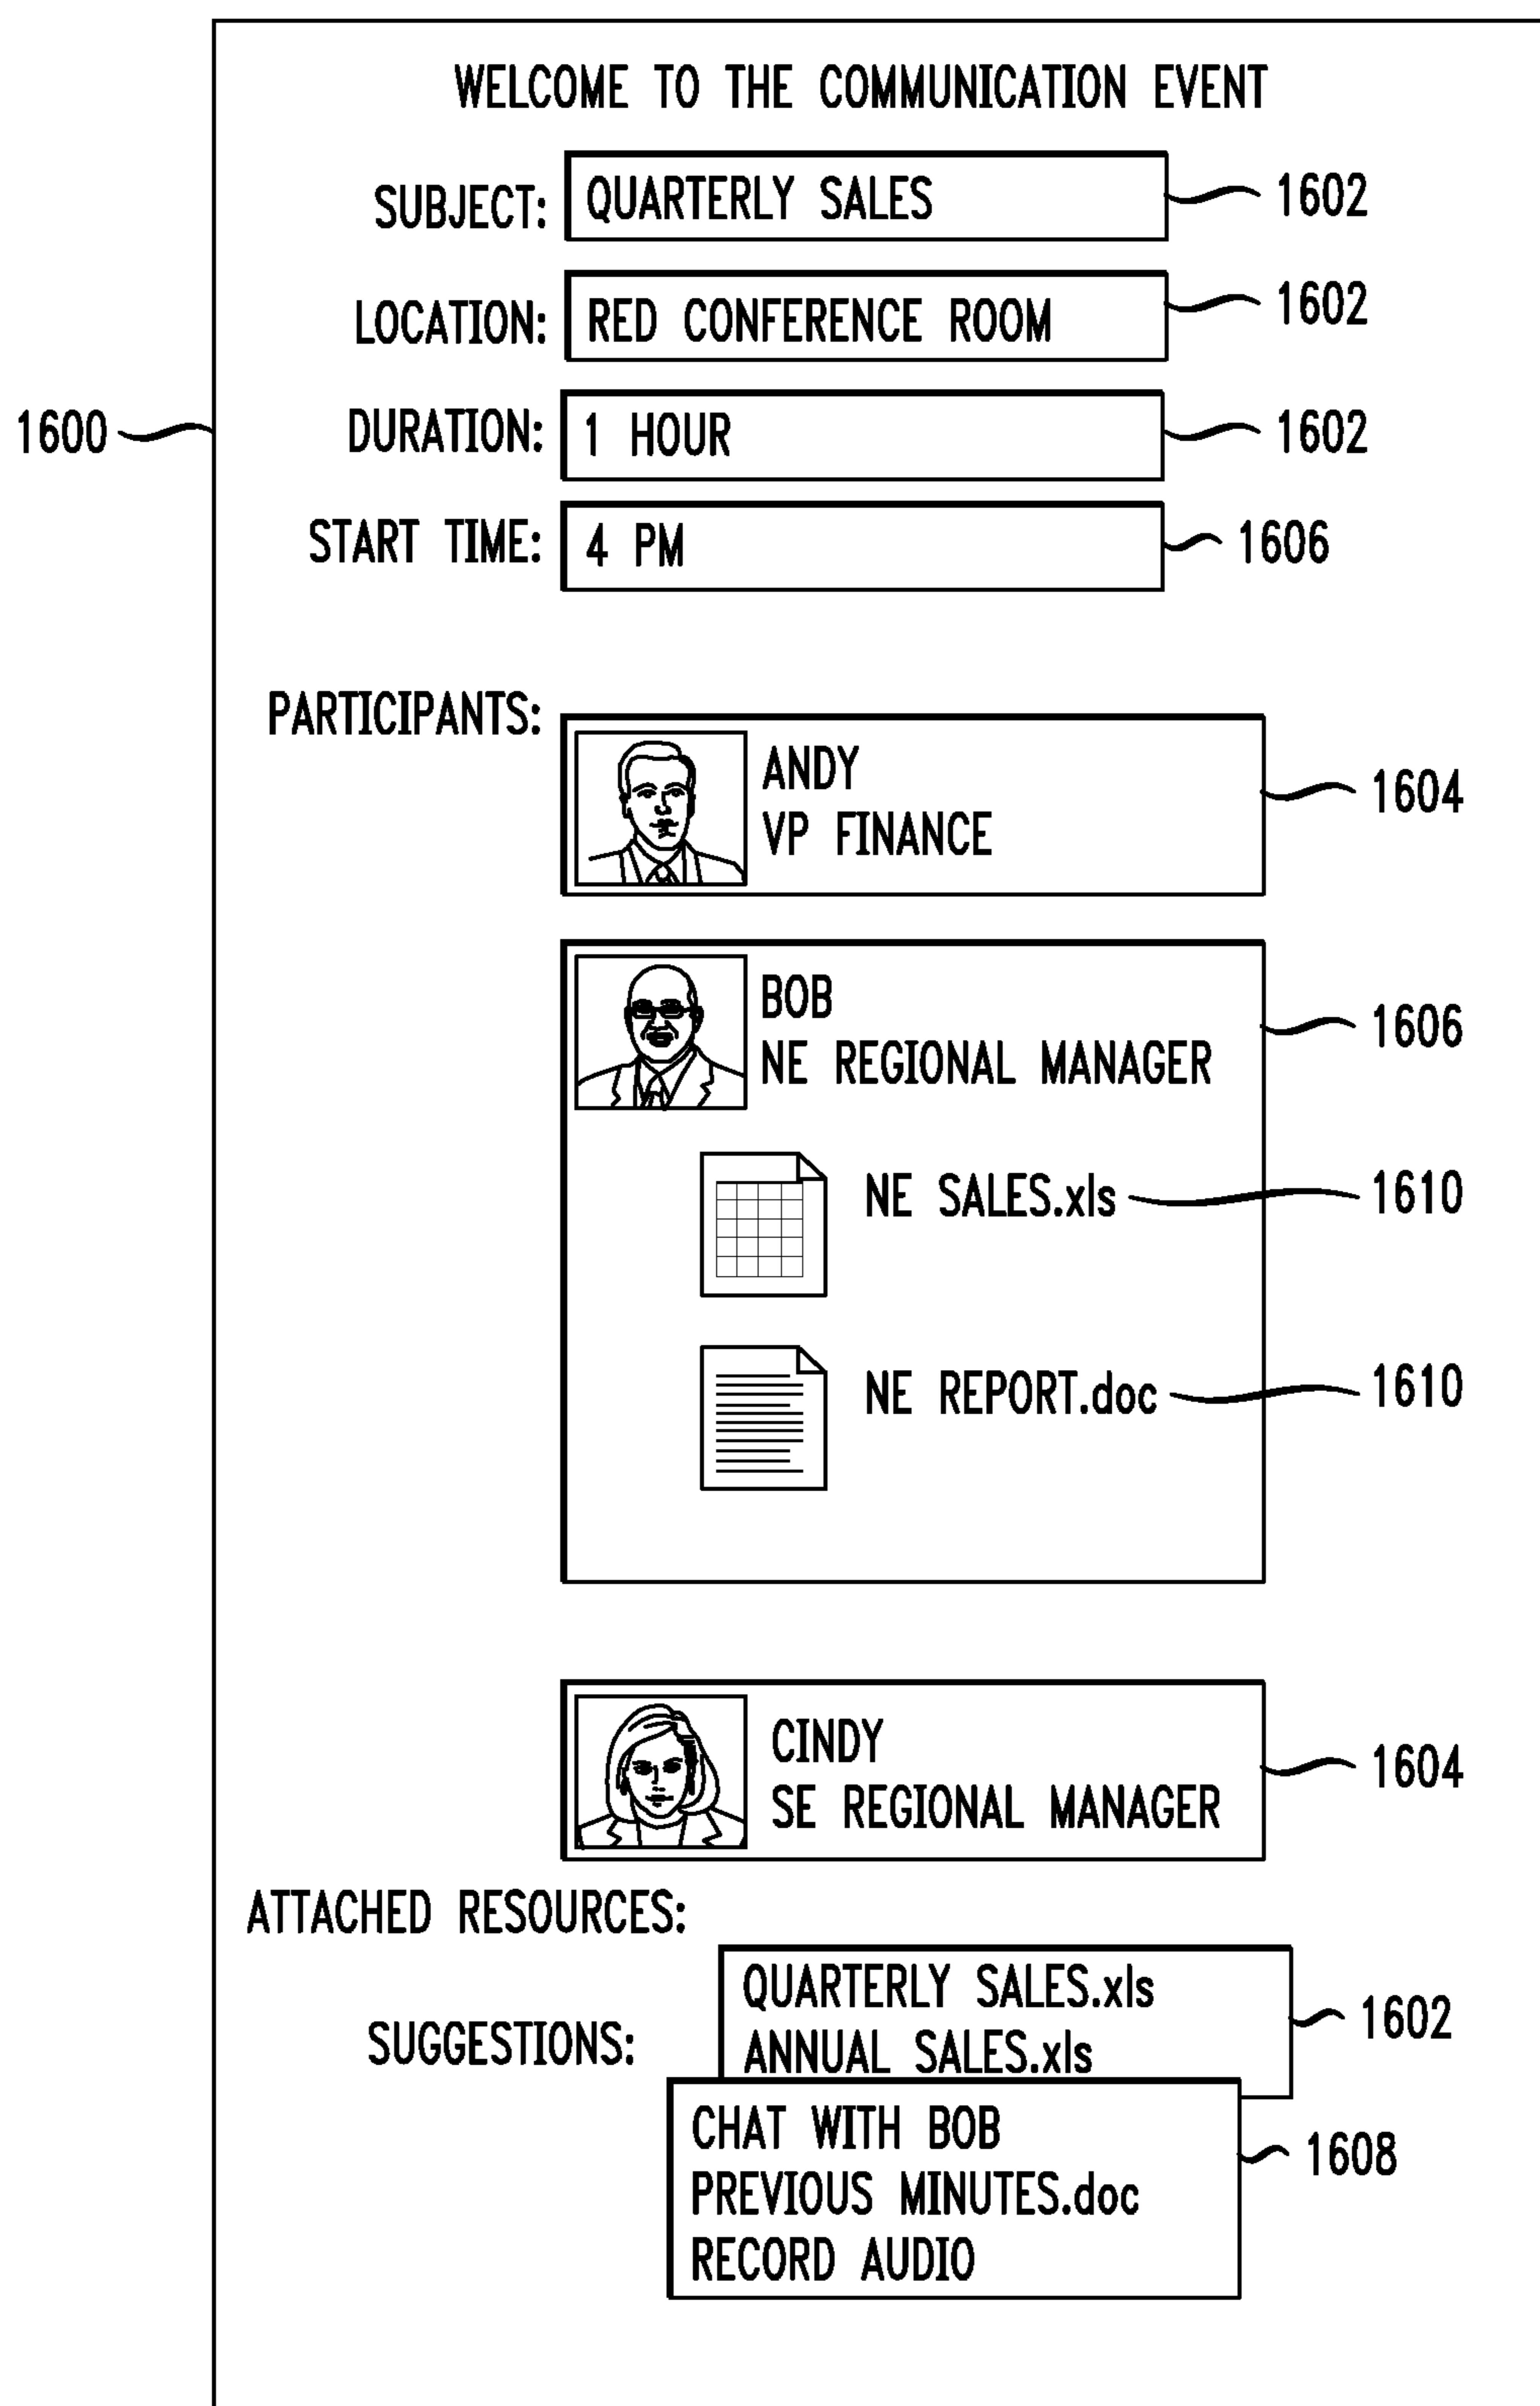 WELCOME TO THE COMMUNICATION EVENT
SUBJECT: QUARTERLY SALES 1602
LOCATION: RED CONFERENCE ROOM 1602
1600 DURATION: 1 HOUR 1602
START TIME: 4 PM 1606
PARTICIPANTS:
ANDY
VP FINANCE
1604
BOB
NE REGIONAL MANAGER
1606
NE SALES.xls 1610
NE REPORT.doc 1610
CINDY
SE REGIONAL MANAGER
1604
ATTACHED RESOURCES:
QUARTERLY SALES.xls
ANNUAL SALES.xls
1602
SUGGESTIONS:
CHAT WITH BOB
PREVIOUS MINUTES.doc
RECORD AUDIO
1608